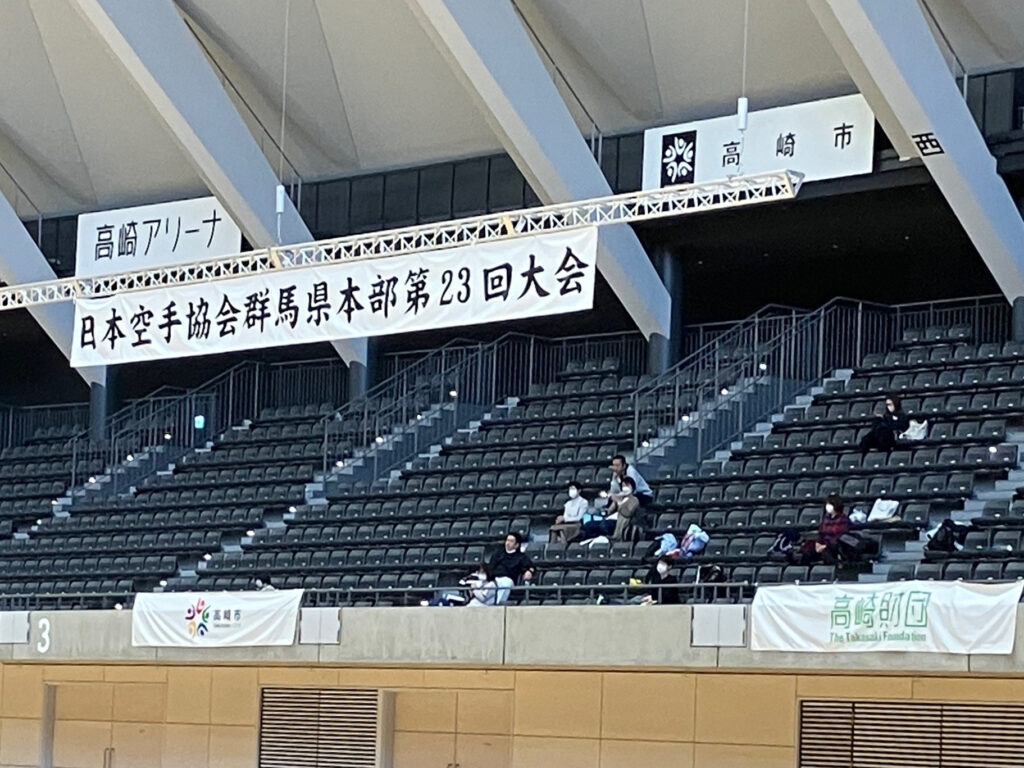 高崎アリーナ
高崎市
西
日本空手協会群馬県本部第23回大会
3
高崎市
高崎財団
The Takasaki Foundation